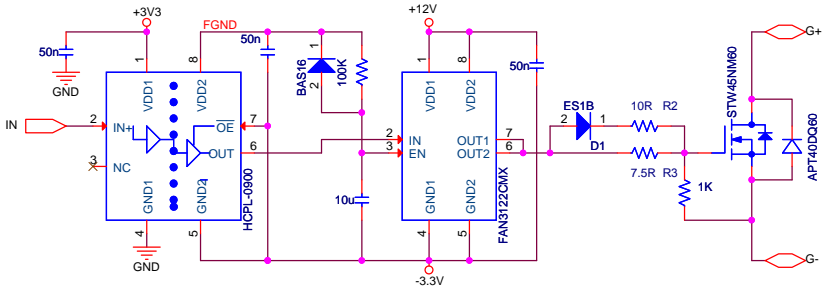 +3V3
FGND
+12V
G+
50n
GND
50n
BAS16
1
2
100K
50n
1
8
VDD1
VDD2
1
8
VDD1
VDD2
STW45NM60
APT40DQ60
IN
2
IN+
OE
7
OUT
6
3
NC
2
IN
3
EN
OUT1
7
OUT2
6
ES1B
2
1
D1
10R R2
7.5R R3
1K
GND1
GND2
4
5
HCPL-0900
10u
GND1
GND2
4
5
FAN3122CMX
GND
-3.3V
G-